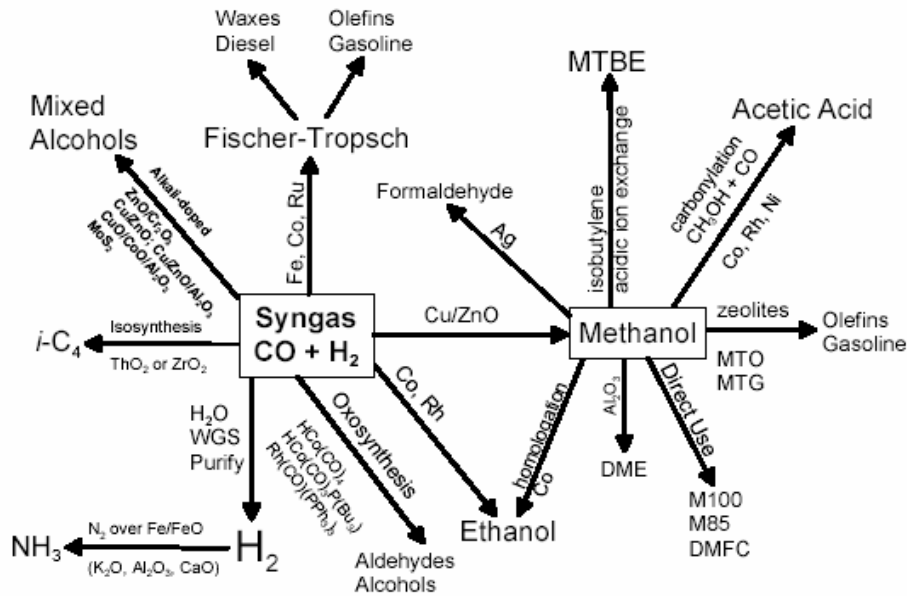 Waxes
Diesel
Olefins
Gasoline
MTBE
Mixed
Alcohols
Fischer-Tropsch
Acetic Acid
Alkali-doped
ZnO/Cr₂O₃
Cu/ZnO; Cu/ZnO/Al₂O₃
CuO/CoO/Al₂O₃
MoS₂
Fe, Co, Ru
Formaldehyde
Ag
isobutylene
acidic ion exchange
carbonylation
CH₃OH + CO
Co, Rh, Ni
Syngas
CO + H₂
Cu/ZnO
Methanol
zeolites
MTO
MTG
Olefins
Gasoline
i-C₄
Isosynthesis
ThO₂ or ZrO₂
H₂O
WGS
Purify
Oxosynthesis
HCo(CO)₄
HCo(CO)₃P(Bu₃)
Rh(CO)(PPh₃)₃
Co, Rh
homologation
Co
Al₂O₃
DME
Direct Use
M100
M85
DMFC
NH₃
N₂ over Fe/FeO
(K₂O, Al₂O₃, CaO)
H₂
Aldehydes
Alcohols
Ethanol